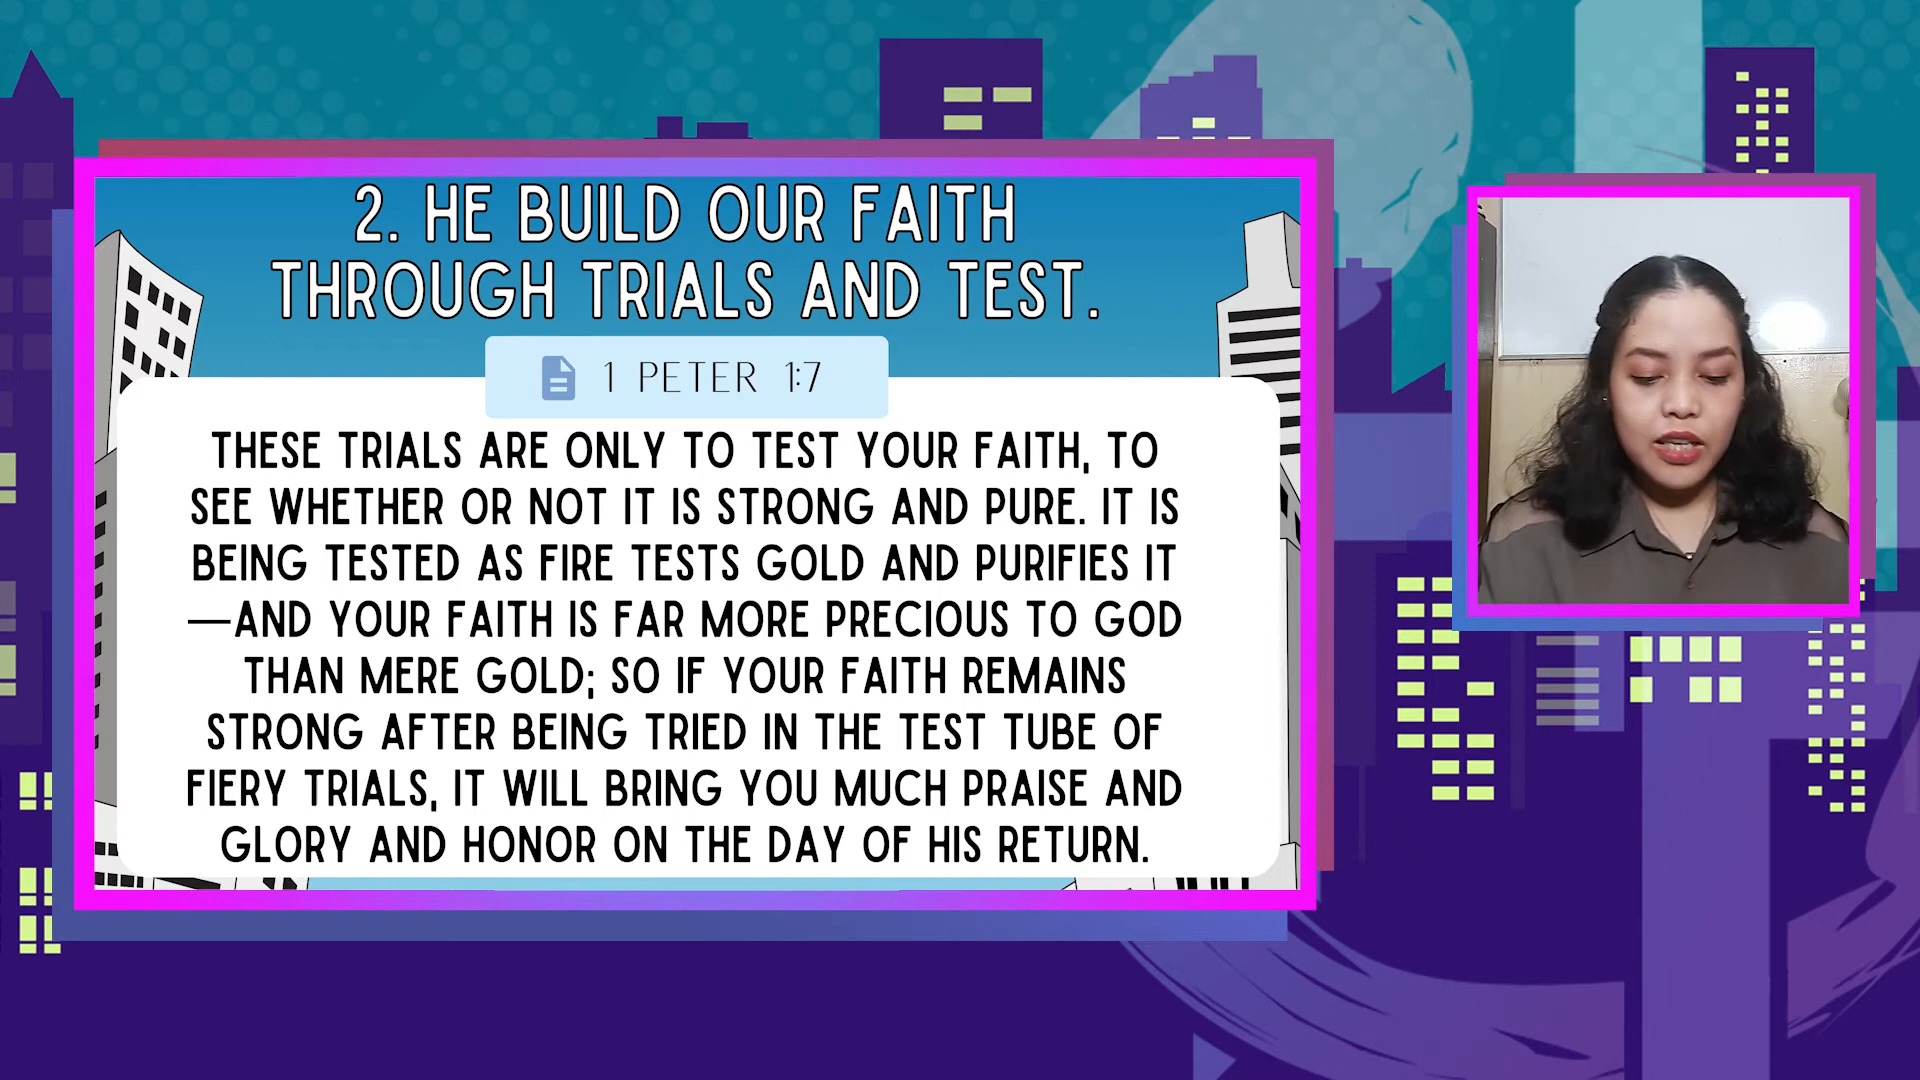 2. HE BUILD OUR FAITH
THROUGH TRIALS AND TEST.
1 PETER 1:7
THESE TRIALS ARE ONLY TO TEST YOUR FAITH, TO
SEE WHETHER OR NOT IT IS STRONG AND PURE. IT IS
BEING TESTED AS FIRE TESTS GOLD AND PURIFIES IT
—AND YOUR FAITH IS FAR MORE PRECIOUS TO GOD
THAN MERE GOLD; SO IF YOUR FAITH REMAINS
STRONG AFTER BEING TRIED IN THE TEST TUBE OF
FIERY TRIALS, IT WILL BRING YOU MUCH PRAISE AND
GLORY AND HONOR ON THE DAY OF HIS RETURN.